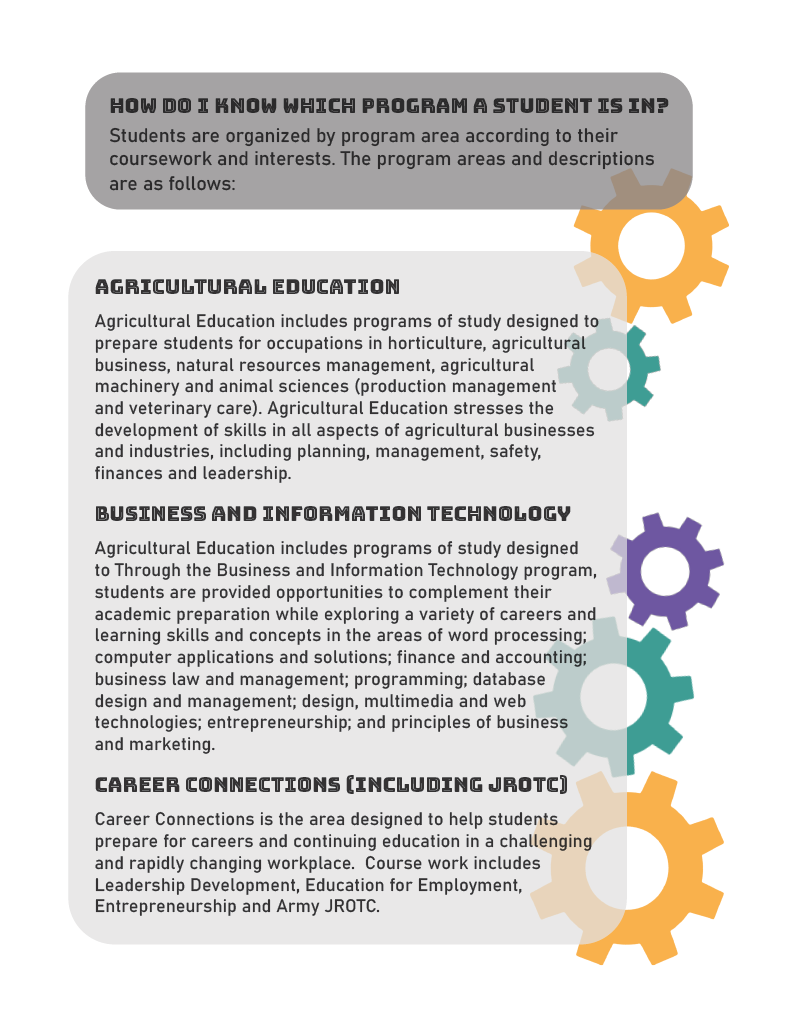 HOW DO I KNOW WHICH PROGRAM A STUDENT IS IN?
Students are organized by program area according to their
coursework and interests. The program areas and descriptions
are as follows:
AGRICULTURAL EDUCATION
Agricultural Education includes programs of study designed to
prepare students for occupations in horticulture, agricultural
business, natural resources management, agricultural
machinery and animal sciences (production management
and veterinary care). Agricultural Education stresses the
development of skills in all aspects of agricultural businesses
and industries, including planning, management, safety,
finances and leadership.
BUSINESS AND INFORMATION TECHNOLOGY
Agricultural Education includes programs of study designed
to Through the Business and Information Technology program,
students are provided opportunities to complement their
academic preparation while exploring a variety of careers and
learning skills and concepts in the areas of word processing;
computer applications and solutions; finance and accounting;
business law and management; programming; database
design and management; design, multimedia and web
technologies; entrepreneurship; and principles of business
and marketing.
CAREER CONNECTIONS (INCLUDING JROTC)
Career Connections is the area designed to help students
prepare for careers and continuing education in a challenging
and rapidly changing workplace.  Course work includes
Leadership Development, Education for Employment,
Entrepreneurship and Army JROTC.